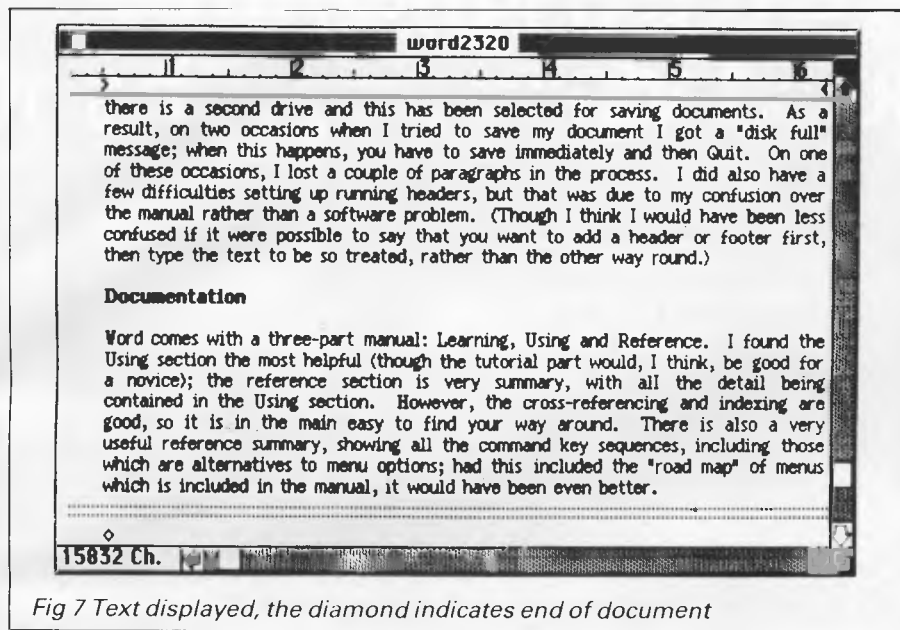 word2320
1 2 3 4 5 6
there is a second drive and this has been selected for saving documents. As a
result, on two occasions when I tried to save my document I got a "disk full"
message; when this happens, you have to save immediately and then Quit. On one
of these occasions, I lost a couple of paragraphs in the process. I did also have a
few difficulties setting up running headers, but that was due to my confusion over
the manual rather than a software problem. (Though I think I would have been less
confused if it were possible to say that you want to add a header or footer first,
then type the text to be so treated, rather than the other way round.)
Documentation
Word comes with a three-part manual: Learning, Using and Reference. I found the
Using section the most helpful (though the tutorial part would, I think, be good for
a novice); the reference section is very summary, with all the detail being
contained in the Using section. However, the cross-referencing and indexing are
good, so it is in the main easy to find your way around. There is also a very
useful reference summary, showing all the command key sequences, including those
which are alternatives to menu options; had this included the "road map" of menus
which is included in the manual, it would have been even better.
15832 Ch.
Fig 7 Text displayed, the diamond indicates end of document